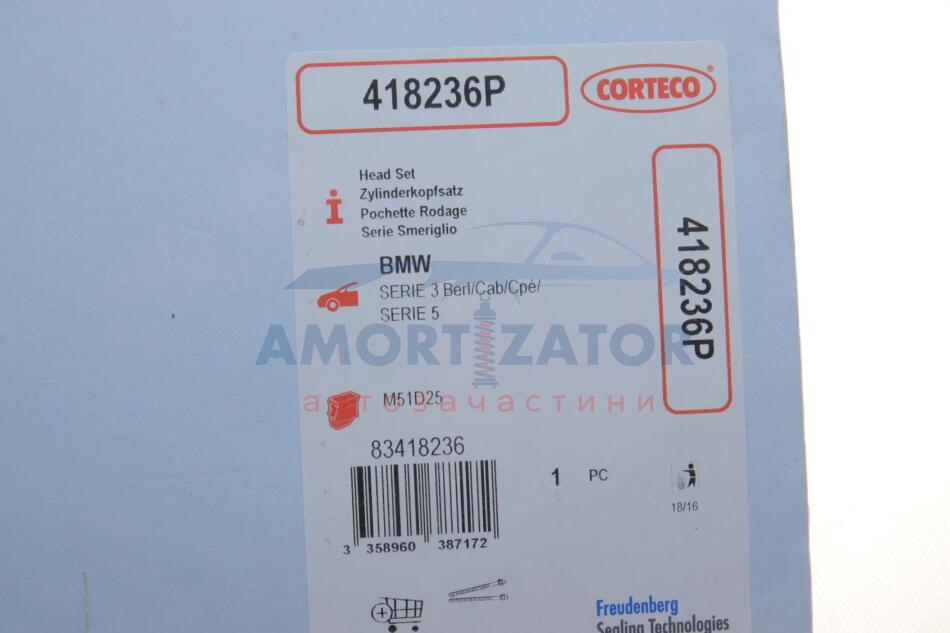 418236P
CORTECO®
Head Set
Zylinderkopfsatz
Pochette Rodage
Serie Smeriglio
BMW
SERIE 3 Berl/Cab/Cpé/
SERIE 5
418236P
AMORTIZATOR
автозачастини
M51D25
83418236
1 PC
18/16
3 358960 387172
Freudenberg
Sealing Technologies